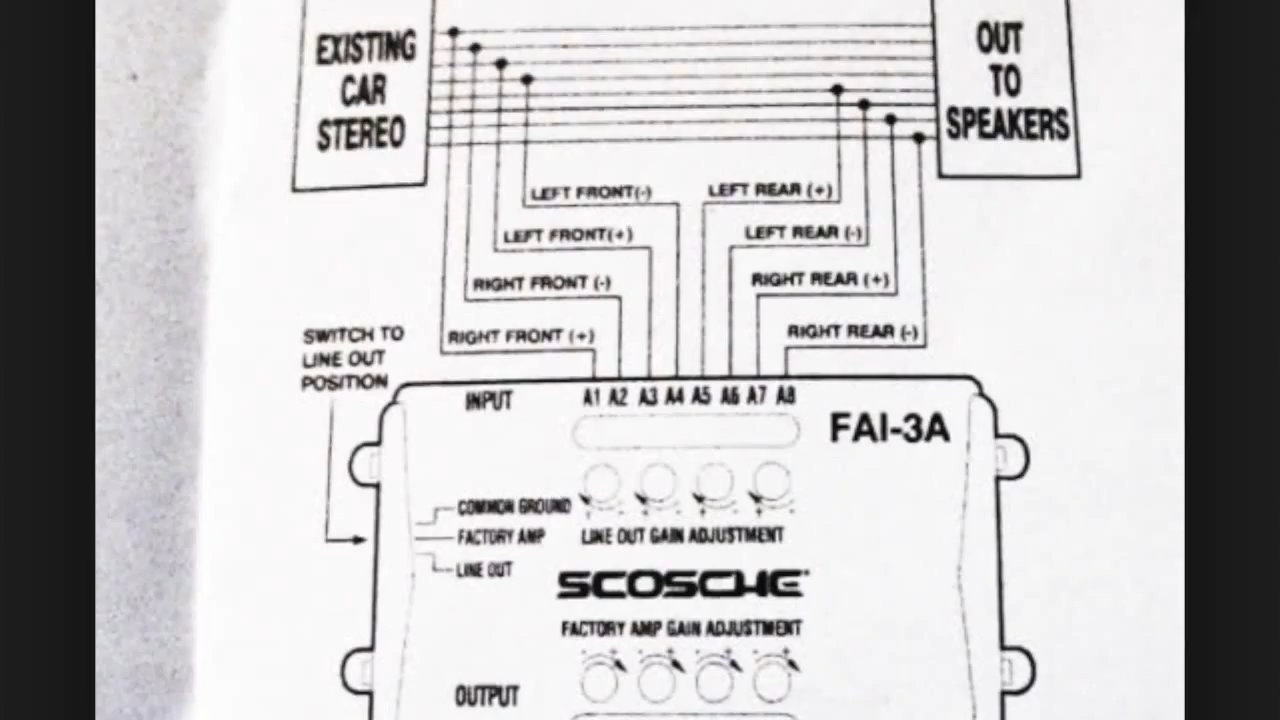 EXISTING
CAR
STEREO
OUT
TO
SPEAKERS
LEFT FRONT(-)
LEFT REAR (+)
LEFT FRONT(+)
LEFT REAR (-)
RIGHT FRONT (-)
RIGHT REAR (+)
RIGHT FRONT (+)
RIGHT REAR (-)
SWITCH TO
LINE OUT
POSITION
INPUT
A1 A2 A3 A4 A5 A6 A7 A8
FAI-3A
COMMON GROUND
FACTORY AMP
LINE OUT
+ - + - + - + -
LINE OUT GAIN ADJUSTMENT
SCOSCHE
FACTORY AMP GAIN ADJUSTMENT
- + - + - + - +
OUTPUT